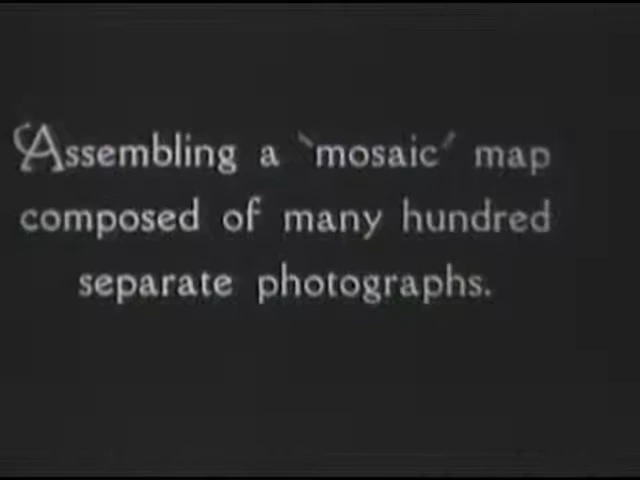 Assembling a `mosaic´ map
composed of many hundred
separate photographs.